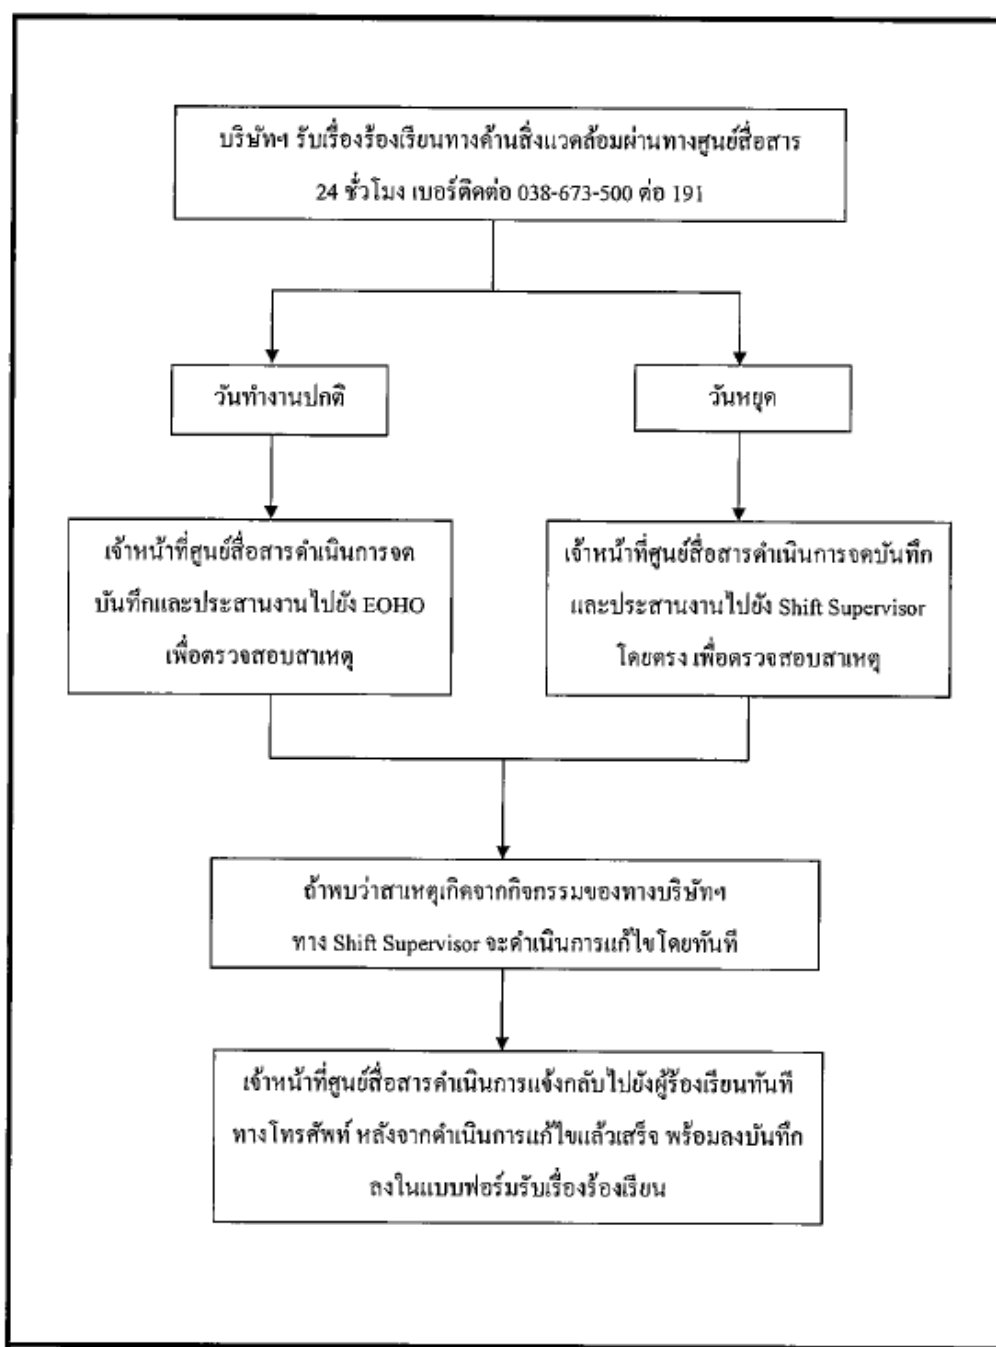 บริษัทฯ รับเรื่องร้องเรียนทางด้านสิ่งแวดล้อมผ่านทางศูนย์สื่อสาร
24 ชั่วโมง เบอร์ติดต่อ 038-673-500 ต่อ 191
วันทำงานปกติ
วันหยุด
เจ้าหน้าที่ศูนย์สื่อสารดำเนินการจด
บันทึกและประสานงานไปยัง EOHO
เพื่อตรวจสอบสาเหตุ
เจ้าหน้าที่ศูนย์สื่อสารดำเนินการจดบันทึก
และประสานงานไปยัง Shift Supervisor
โดยตรง เพื่อตรวจสอบสาเหตุ
ถ้าพบว่าสาเหตุเกิดจากกิจกรรมของทางบริษัทฯ
ทาง Shift Supervisor จะดำเนินการแก้ไขโดยทันที
เจ้าหน้าที่ศูนย์สื่อสารดำเนินการแจ้งกลับไปยังผู้ร้องเรียนทันที
ทางโทรศัพท์ หลังจากดำเนินการแก้ไขแล้วเสร็จ พร้อมลงบันทึก
ลงในแบบฟอร์มรับเรื่องร้องเรียน